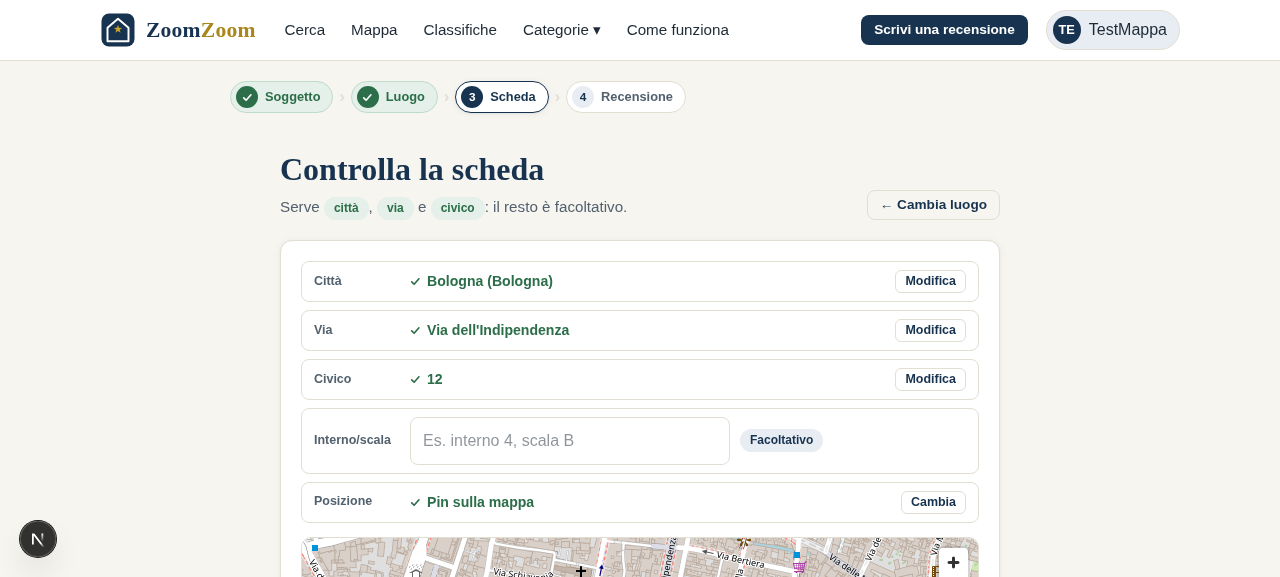 ZoomZoom Cerca Mappa Classifiche Categorie ▾ Come funziona Scrivi una recensione TE TestMappa
Soggetto › Luogo › 3 Scheda › 4 Recensione
Controlla la scheda
Serve città, via e civico: il resto è facoltativo.
← Cambia luogo
Città Bologna (Bologna) Modifica
Via Via dell'Indipendenza Modifica
Civico 12 Modifica
Interno/scala Es. interno 4, scala B Facoltativo
Posizione Pin sulla mappa Cambia
Via Bertiera
+
N